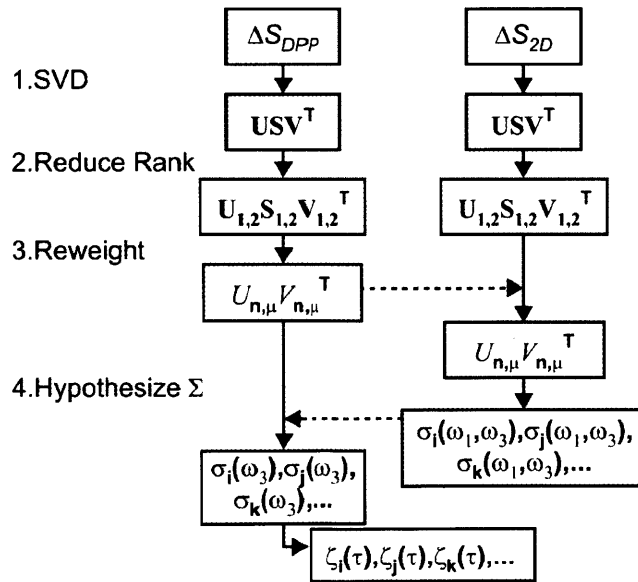 ΔS_DPP
ΔS_2D
1.SVD
USV^T
USV^T
2.Reduce Rank
U_1,2S_1,2V_1,2^T
U_1,2S_1,2V_1,2^T
3.Reweight
U_n,μV_n,μ^T
U_n,μV_n,μ^T
4.Hypothesize Σ
σ_i(ω_1,ω_3),σ_j(ω_1,ω_3),
σ_k(ω_1,ω_3),...
σ_i(ω_3),σ_j(ω_3),
σ_k(ω_3),...
ζ_i(τ),ζ_j(τ),ζ_k(τ),...